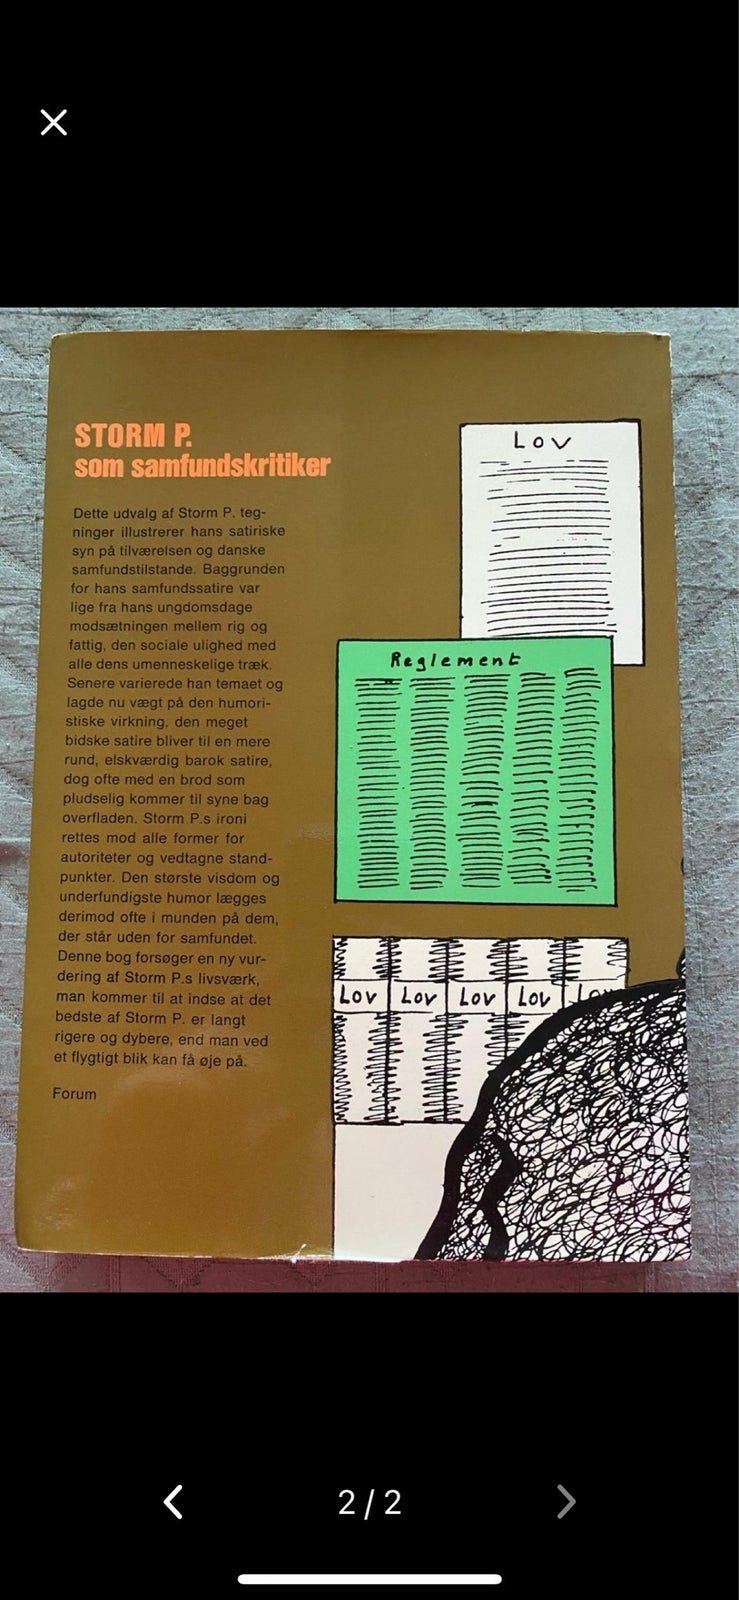 STORM P.
som samfundskritiker
Dette udvalg af Storm P. teg-
ninger illustrerer hans satiriske
syn på tilværelsen og danske
samfundstilstande. Baggrunden
for hans samfundssatire var
lige fra hans ungdomsdage
modsætningen mellem rig og
fattig, den sociale ulighed med
alle dens umenneskelige træk.
Senere varierede han temaet og
lagde nu vægt på den humori-
stiske virkning, den meget
bidske satire bliver til en mere
rund, elskværdig barok satire,
dog ofte med en brod som
pludselig kommer til syne bag
overfladen. Storm P.s ironi
rettes mod alle former for
autoriteter og vedtagne stand-
punkter. Den største visdom og
underfundigste humor lægges
derimod ofte i munden på dem,
der står uden for samfundet.
Denne bog forsøger en ny vur-
dering af Storm P.s livsværk,
man kommer til at indse at det
bedste af Storm P. er langt
rigere og dybere, end man ved
et flygtigt blik kan få øje på.
Forum
Lov
Reglement
Lov Lov Lov Lov Lov
2/2